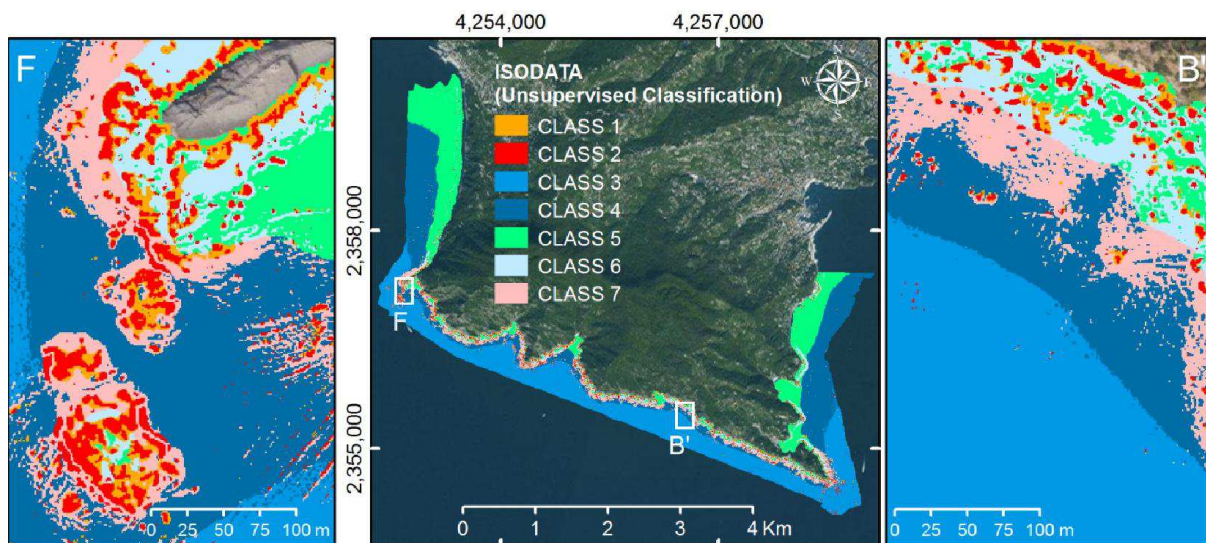 4,254,000 4,257,000
F
B'
ISODATA
(Unsupervised Classification)
N
W E
S
CLASS 1
CLASS 2
CLASS 3
CLASS 4
CLASS 5
CLASS 6
CLASS 7
2,358,000
2,355,000
F
B'
0 25 50 75 100 m
0 1 2 3 4 Km
0 25 50 75 100 m